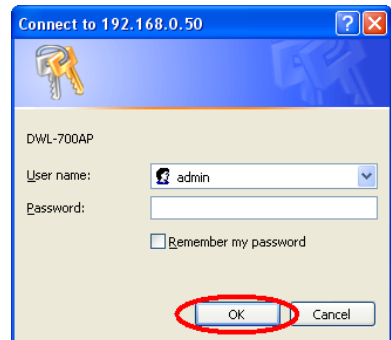 Connect to 192.168.0.50
DWL-700AP
User name:
admin
Password:
Remember my password
OK
Cancel